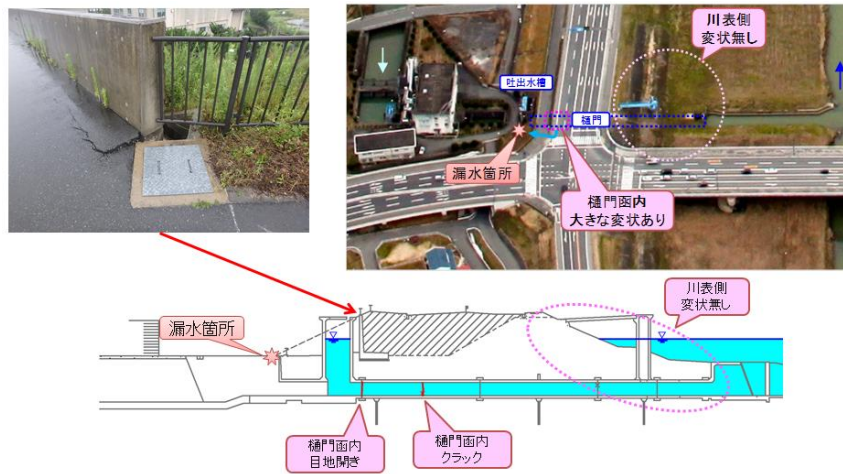 川表側
変状無し
吐出水槽
樋門
漏水箇所
樋門函内
大きな変状あり
川表側
変状無し
漏水箇所
樋門函内
目地開き
樋門函内
クラック